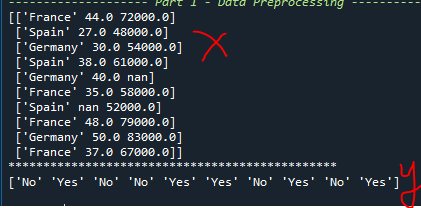 -------------------- Part 1 - Data Preprocessing -----------
[['France' 44.0 72000.0]
['Spain' 27.0 48000.0]
['Germany' 30.0 54000.0]
['Spain' 38.0 61000.0]
['Germany' 40.0 nan]
['France' 35.0 58000.0]
['Spain' nan 52000.0]
['France' 48.0 79000.0]
['Germany' 50.0 83000.0]
['France' 37.0 67000.0]]
X
***********************************************
['No' 'Yes' 'No' 'No' 'Yes' 'Yes' 'No' 'Yes' 'No' 'Yes']
y